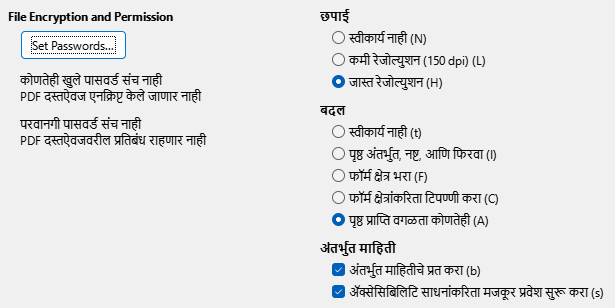 File Encryption and Permission
Set Passwords...
कोणतेही खुले पासवर्ड संच नाही
PDF दस्तऐवज एनक्रिप्ट केले जाणार नाही
परवानगी पासवर्ड संच नाही
PDF दस्तऐवजवरील प्रतिबंध राहणार नाही
छपाई
स्वीकार्य नाही (N)
कमी रेजोल्युशन (150 dpi) (L)
जास्त रेजोल्युशन (H)
बदल
स्वीकार्य नाही (t)
पृष्ठ अंतर्भुत, नष्ट, आणि फिरवा (I)
फॉर्म क्षेत्र भरा (F)
फॉर्म क्षेत्रांकरिता टिपण्णी करा (C)
पृष्ठ प्राप्ति वगळता कोणतेही (A)
अंतर्भुत माहिती
अंतर्भुत माहितीचे प्रत करा (b)
ॲक्सेसिबिलिटि साधनांकरिता मजकूर प्रवेश सुरू करा (s)